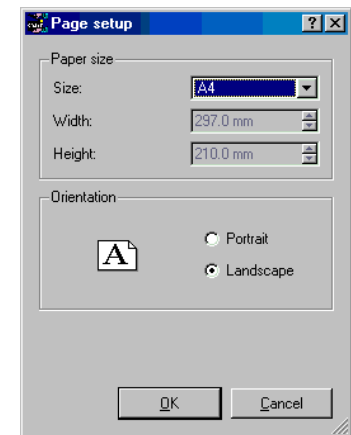 Page setup
Paper size
Size: A4
Width: 297.0 mm
Height: 210.0 mm
Orientation
A
Portrait
Landscape
OK Cancel